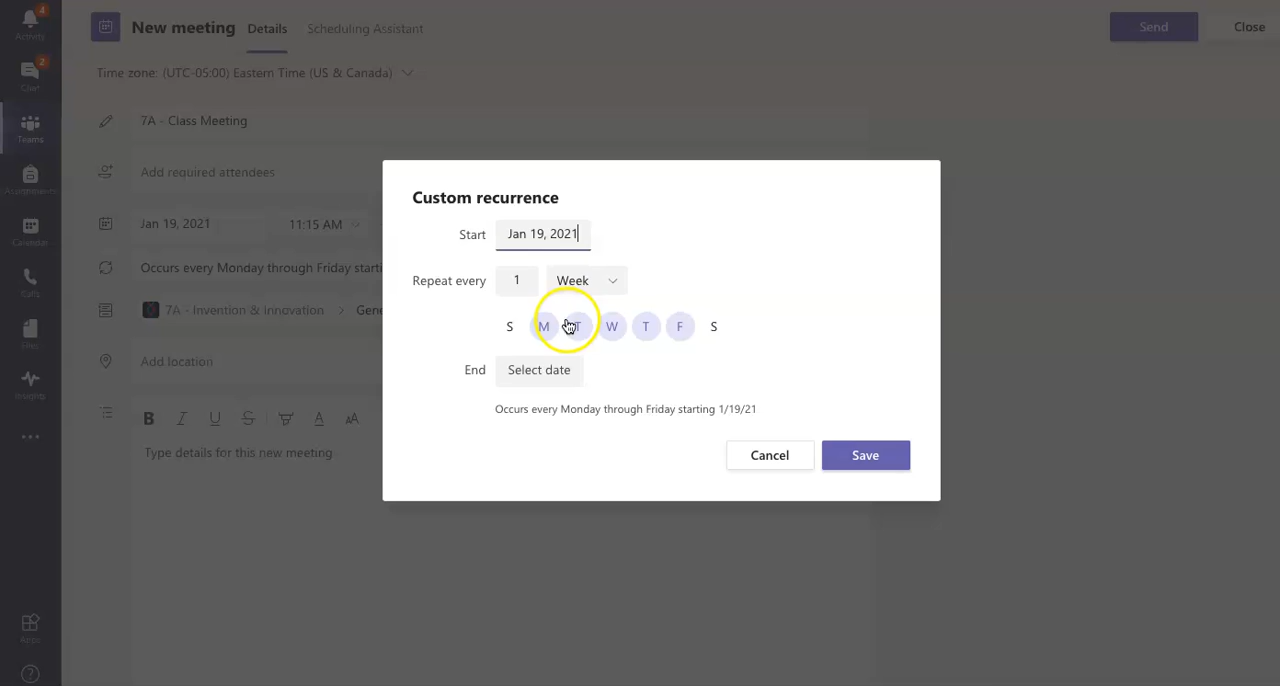 4
Activity
New meeting
Details
Scheduling Assistant
Send
Close
2
Chat
Time zone: (UTC-05:00) Eastern Time (US & Canada)
Teams
7A - Class Meeting
Add required attendees
Assignments
Custom recurrence
Calendar
Jan 19, 2021
11:15 AM
Start
Jan 19, 2021
Calls
Occurs every Monday through Friday starti
Repeat every
1
Week
7A - Invention & Innovation > Gene
S M T W T F S
Files
Add location
End
Select date
Insights
Occurs every Monday through Friday starting 1/19/21
B I U S A AA
Type details for this new meeting
Cancel
Save
Apps
?